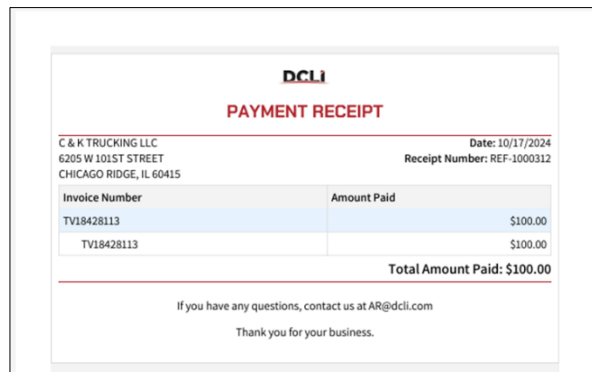 DCLi
PAYMENT RECEIPT
C & K TRUCKING LLC
Date: 10/17/2024
6205 W 101ST STREET
Receipt Number: REF-1000312
CHICAGO RIDGE, IL 60415
Invoice Number Amount Paid
TV18428113 $100.00
TV18428113 $100.00
Total Amount Paid: $100.00
If you have any questions, contact us at AR@dcli.com
Thank you for your business.